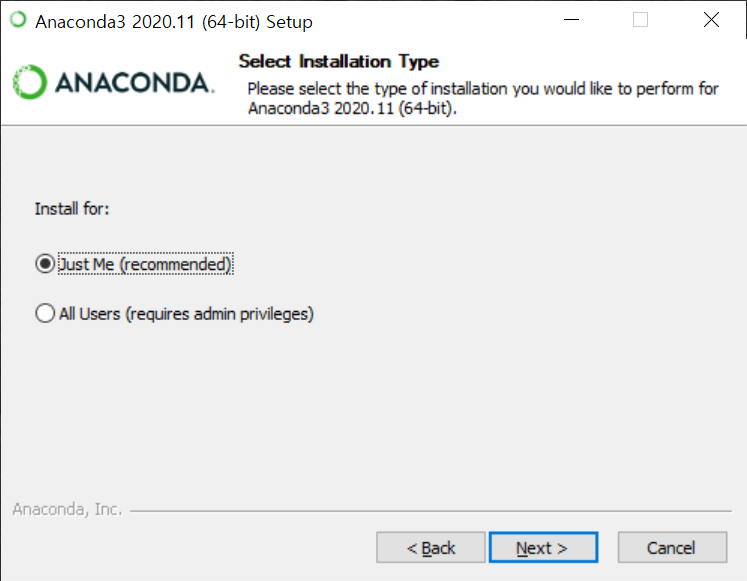 Anaconda3 2020.11 (64-bit) Setup
ANACONDA.
Select Installation Type
Please select the type of installation you would like to perform for
Anaconda3 2020.11 (64-bit).
Install for:
Just Me (recommended)
All Users (requires admin privileges)
Anaconda, Inc.
< Back
Next >
Cancel